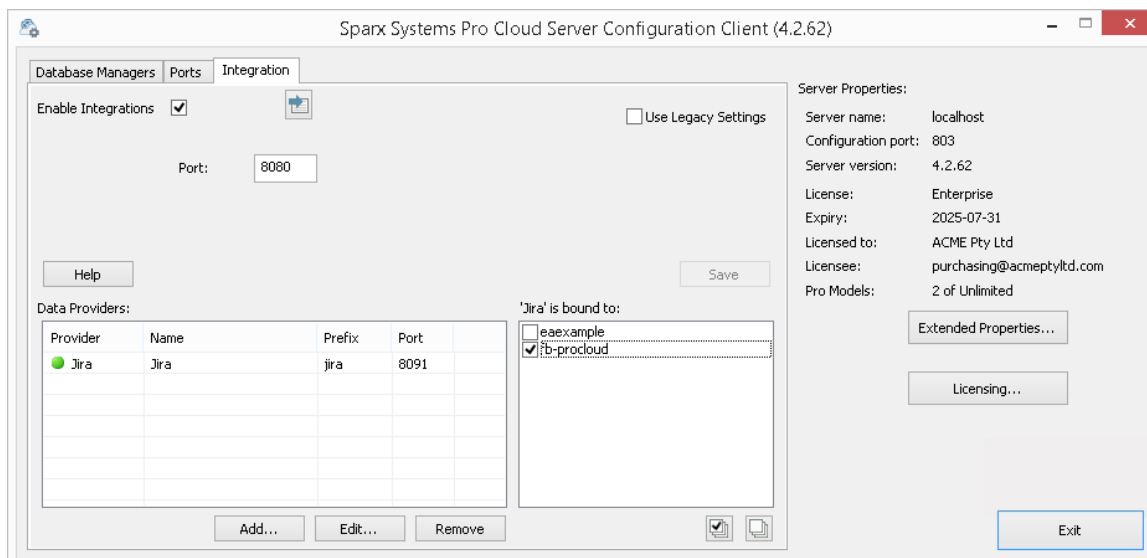 Sparx Systems Pro Cloud Server Configuration Client (4.2.62)
Database Managers Ports Integration
Enable Integrations
Use Legacy Settings
Port: 8080
Help
Save
Data Providers:
Provider Name Prefix Port
Jira Jira jira 8091
Add... Edit... Remove
'Jira' is bound to:
eaexample
fb-procloud
Server Properties:
Server name: localhost
Configuration port: 803
Server version: 4.2.62
License: Enterprise
Expiry: 2025-07-31
Licensed to: ACME Pty Ltd
Licensee: purchasing@acmeptyltd.com
Pro Models: 2 of Unlimited
Extended Properties...
Licensing...
Exit